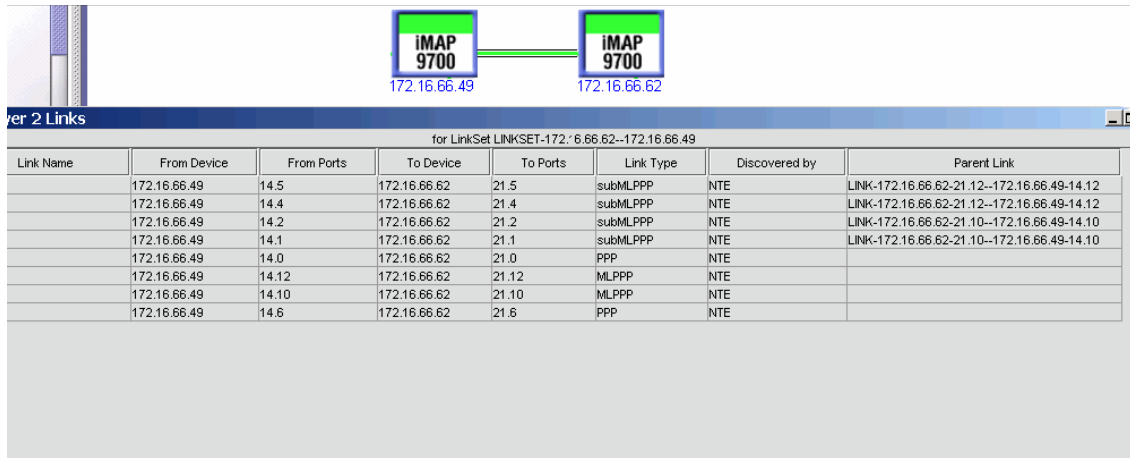 iMAP 9700 iMAP 9700
172.16.66.49 172.16.66.62
yer 2 Links
for LinkSet LINKSET-172.16.66.62--172.16.66.49
Link Name From Device From Ports To Device To Ports Link Type Discovered by Parent Link
172.16.66.49 14.5 172.16.66.62 21.5 subMLPPP NTE LINK-172.16.66.62-21.12--172.16.66.49-14.12
172.16.66.49 14.4 172.16.66.62 21.4 subMLPPP NTE LINK-172.16.66.62-21.12--172.16.66.49-14.12
172.16.66.49 14.2 172.16.66.62 21.2 subMLPPP NTE LINK-172.16.66.62-21.10--172.16.66.49-14.10
172.16.66.49 14.1 172.16.66.62 21.1 subMLPPP NTE LINK-172.16.66.62-21.10--172.16.66.49-14.10
172.16.66.49 14.0 172.16.66.62 21.0 PPP NTE
172.16.66.49 14.12 172.16.66.62 21.12 MLPPP NTE
172.16.66.49 14.10 172.16.66.62 21.10 MLPPP NTE
172.16.66.49 14.6 172.16.66.62 21.6 PPP NTE